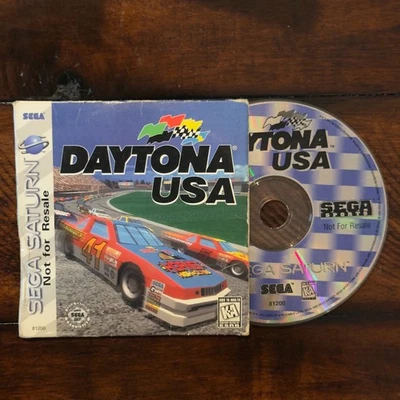 SEGA
DAYTONA
USA
SEGA SATURN
Not for Resale
41
SEGA
81200
K-A
ESRB
DAYTONA
USA
SEGA
Not For Resale
SEGA SATURN
SEGA
K-A
81200